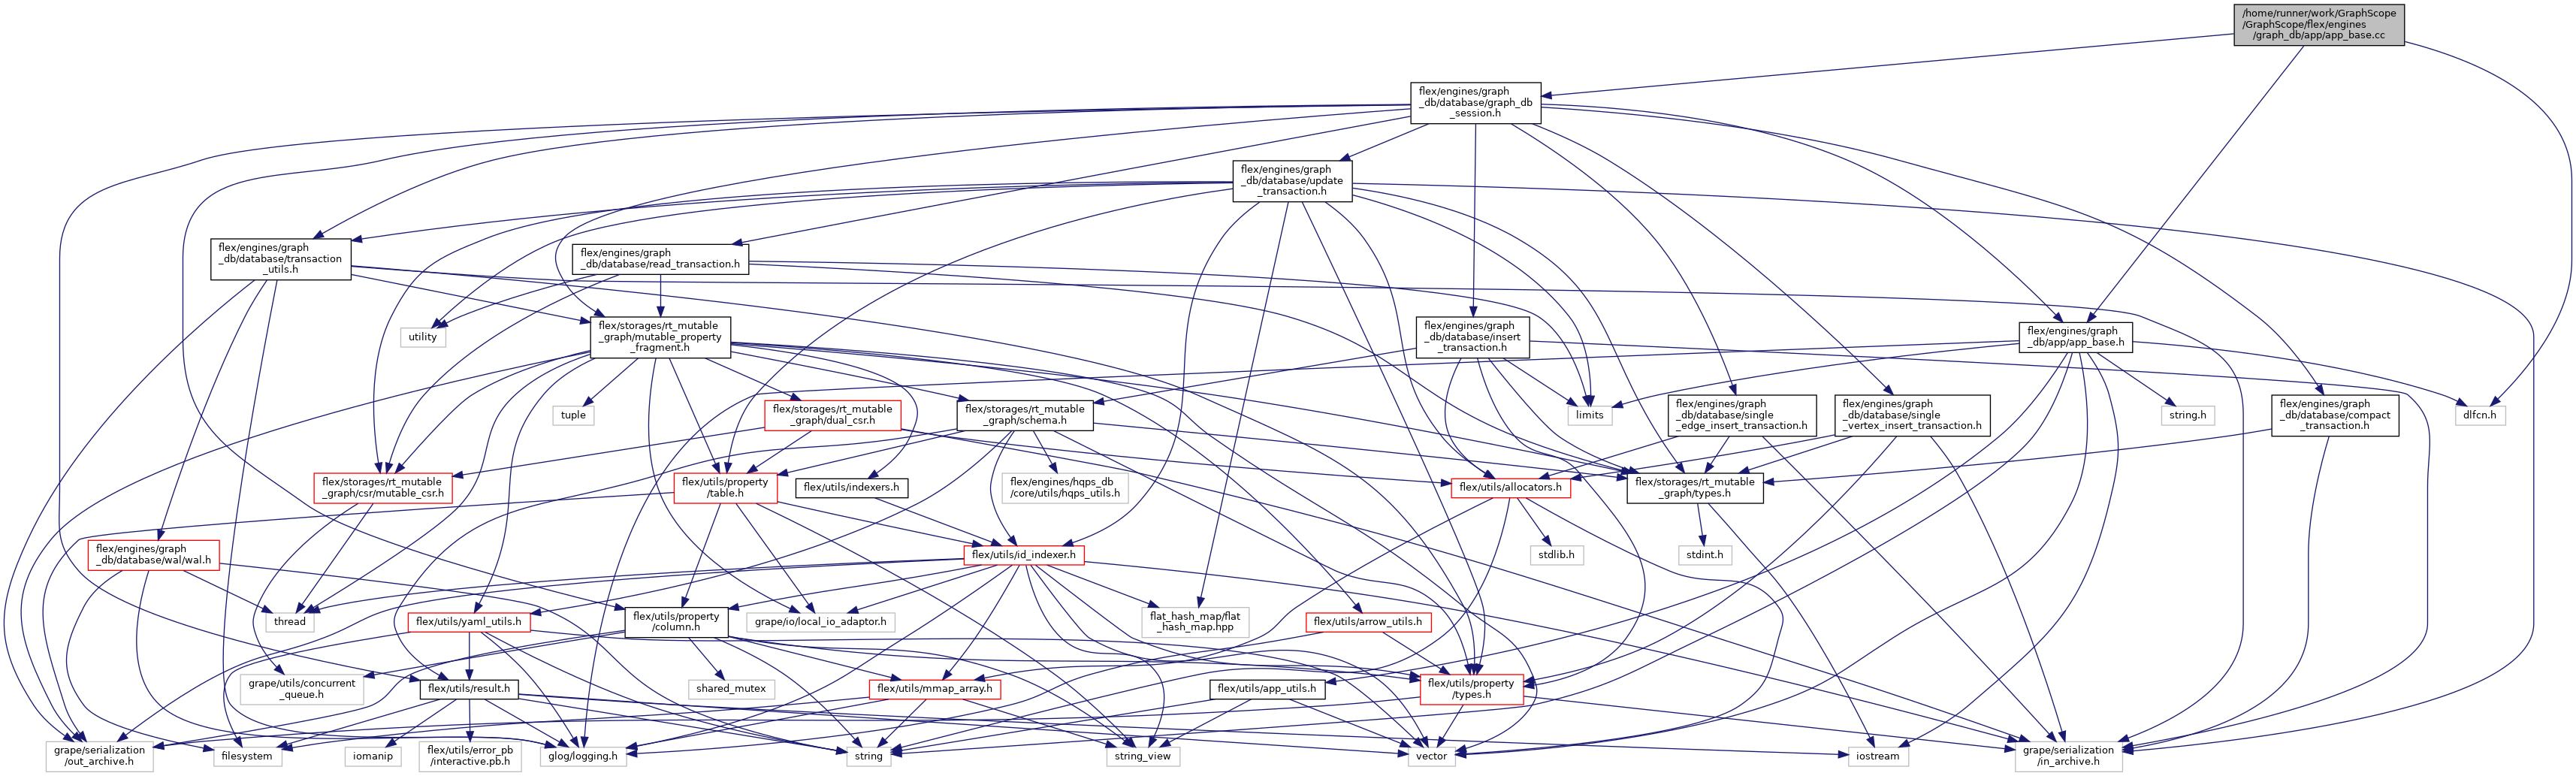 /home/runner/work/GraphScope
/GraphScope/flex/engines
/graph_db/app/app_base.cc
flex/engines/graph
_db/database/graph_db
_session.h
flex/engines/graph
_db/database/update
_transaction.h
flex/engines/graph
_db/database/transaction
_utils.h
flex/engines/graph
_db/database/read_transaction.h
utility
flex/storages/rt_mutable
_graph/mutable_property
_fragment.h
flex/engines/graph
_db/database/insert
_transaction.h
flex/engines/graph
_db/app/app_base.h
tuple
flex/storages/rt_mutable
_graph/dual_csr.h
flex/storages/rt_mutable
_graph/schema.h
limits
flex/engines/graph
_db/database/single
_edge_insert_transaction.h
flex/engines/graph
_db/database/single
_vertex_insert_transaction.h
string.h
flex/engines/graph
_db/database/compact
_transaction.h
dlfcn.h
flex/storages/rt_mutable
_graph/csr/mutable_csr.h
flex/utils/property
/table.h
flex/utils/indexers.h
flex/engines/hqps_db
/core/utils/hqps_utils.h
flex/utils/allocators.h
flex/storages/rt_mutable
_graph/types.h
flex/engines/graph
_db/database/wal/wal.h
flex/utils/id_indexer.h
stdlib.h
stdint.h
thread
flex/utils/yaml_utils.h
flex/utils/property
/column.h
grape/io/local_io_adaptor.h
flat_hash_map/flat
_hash_map.hpp
flex/utils/arrow_utils.h
grape/utils/concurrent
_queue.h
flex/utils/result.h
shared_mutex
flex/utils/mmap_array.h
flex/utils/app_utils.h
flex/utils/property
/types.h
grape/serialization
/out_archive.h
filesystem
iomanip
flex/utils/error_pb
/interactive.pb.h
glog/logging.h
string
string_view
vector
iostream
grape/serialization
/in_archive.h